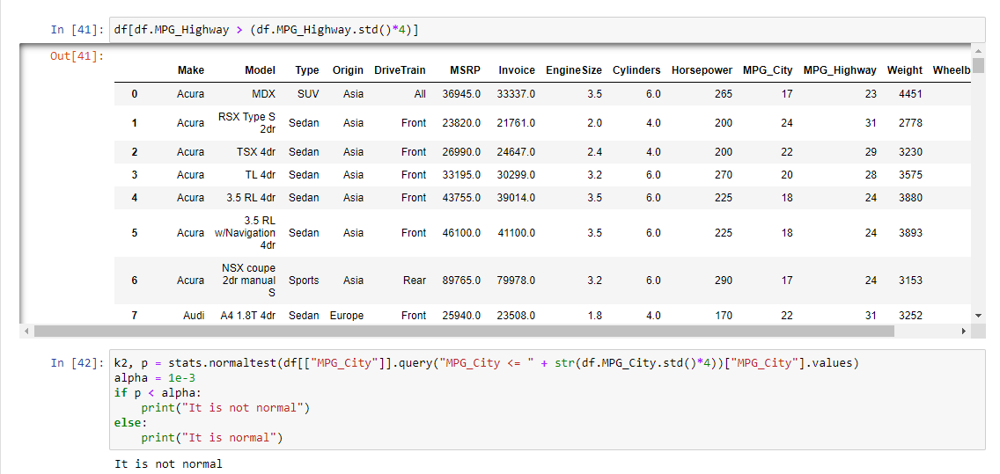 In [41]: df[df.MPG_Highway > (df.MPG_Highway.std()*4)]
Out[41]:
Make Model Type Origin DriveTrain MSRP Invoice EngineSize Cylinders Horsepower MPG_City MPG_Highway Weight Wheelb
0 Acura MDX SUV Asia All 36945.0 33337.0 3.5 6.0 265 17 23 4451
1 Acura RSX Type S 2dr Sedan Asia Front 23820.0 21761.0 2.0 4.0 200 24 31 2778
2 Acura TSX 4dr Sedan Asia Front 26990.0 24647.0 2.4 4.0 200 22 29 3230
3 Acura TL 4dr Sedan Asia Front 33195.0 30299.0 3.2 6.0 270 20 28 3575
4 Acura 3.5 RL 4dr Sedan Asia Front 43755.0 39014.0 3.5 6.0 225 18 24 3880
5 Acura 3.5 RL w/Navigation 4dr Sedan Asia Front 46100.0 41100.0 3.5 6.0 225 18 24 3893
6 Acura NSX coupe 2dr manual S Sports Asia Rear 89765.0 79978.0 3.2 6.0 290 17 24 3153
7 Audi A4 1.8T 4dr Sedan Europe Front 25940.0 23508.0 1.8 4.0 170 22 31 3252
In [42]: k2, p = stats.normaltest(df[["MPG_City"]].query("MPG_City <= " + str(df.MPG_City.std()*4))["MPG_City"].values)
alpha = 1e-3
if p < alpha:
    print("It is not normal")
else:
    print("It is normal")
It is not normal